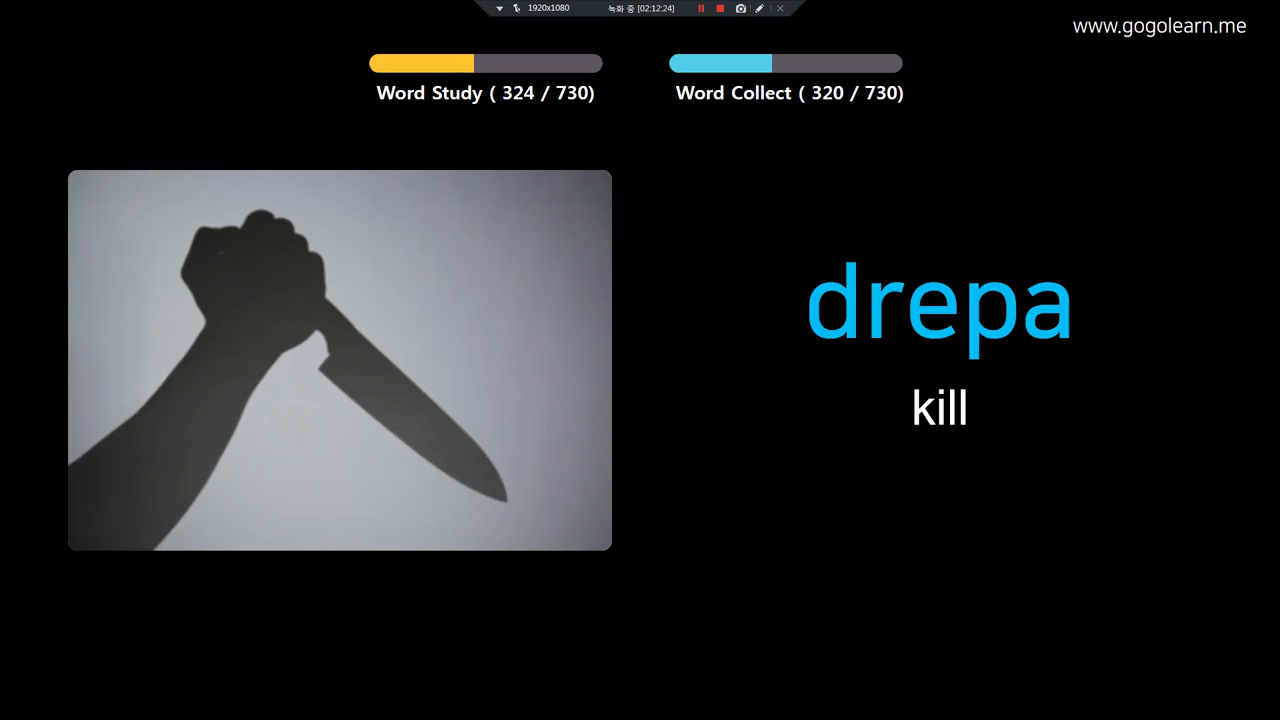 1920x1080 녹화 중 [02:12:24]
www.gogolearn.me
Word Study ( 324 / 730) Word Collect ( 320 / 730)
drepa
kill